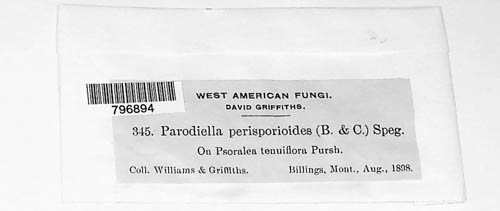 796894
WEST AMERICAN FUNGI.
DAVID GRIFFITHS.
345. Parodiella perisporioides (B. & C.) Speg.
On Psoralea tenuiflora Pursh.
Coll. Williams & Griffiths. Billings, Mont., Aug., 1898.